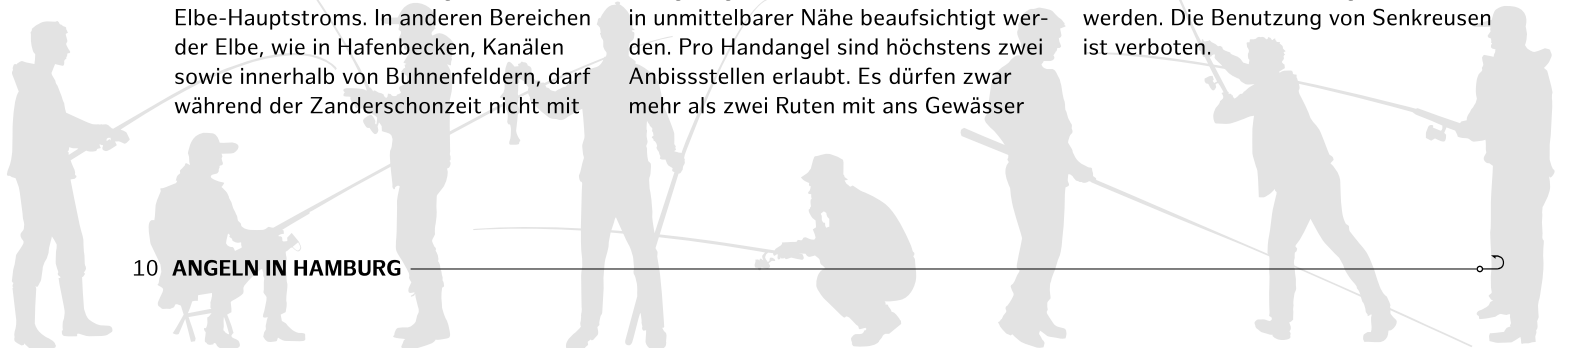 Elbe-Hauptstroms. In anderen Bereichen
der Elbe, wie in Hafenbecken, Kanälen
sowie innerhalb von Buhnenfeldern, darf
während der Zanderschonzeit nicht mit
in unmittelbarer Nähe beaufsichtigt wer-
den. Pro Handangel sind höchstens zwei
Anbissstellen erlaubt. Es dürfen zwar
mehr als zwei Ruten mit ans Gewässer
werden. Die Benutzung von Senkreusen
ist verboten.
10 ANGELN IN HAMBURG